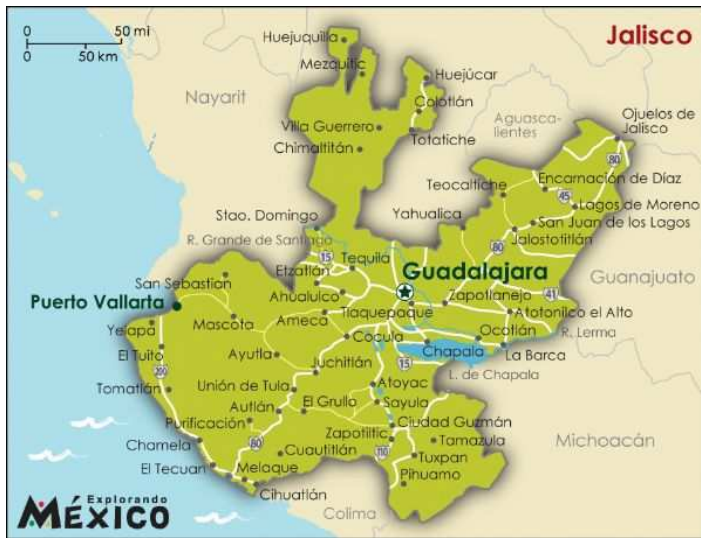 0 50 mi
0 50 km
Jalisco
Huejuquilla
Mezquitic
Huejúcar
Nayarit
Colotlán
Aguasca-
lientes
Ojuelos de
Jalisco
Villa Guerrero
Totatiche
Chimaltitán
80
Encarnación de Díaz
Teocaltiche
45
Lagos de Moreno
Stao. Domingo
Yahualica
San Juan de los Lagos
R. Grande de Santiago
80
Jalostotitlán
15
Tequila
Etzatlán
Guadalajara
Guanajuato
San Sebastian
Ahualulco
41
Puerto Vallarta
Zapotlanejo
Mascota
Ameca
Tlaquepaque
Atotonilco el Alto
Yelapa
Cocula
Ocotlán
R. Lerma
El Tuito
Ayutla
Chapala
La Barca
Juchitlán
15
L. de Chapala
200
Tomatlán
Unión de Tula
Atoyac
Autlán
El Grullo
Sayula
Purificación
Ciudad Guzmán
Chamela
80
Zapotiltic
Tamazula
Michoacán
Cuautitlán
110
Tuxpan
El Tecuan
Melaque
Pihuamo
Cihuatlán
Explorando
MÉXICO
Colima